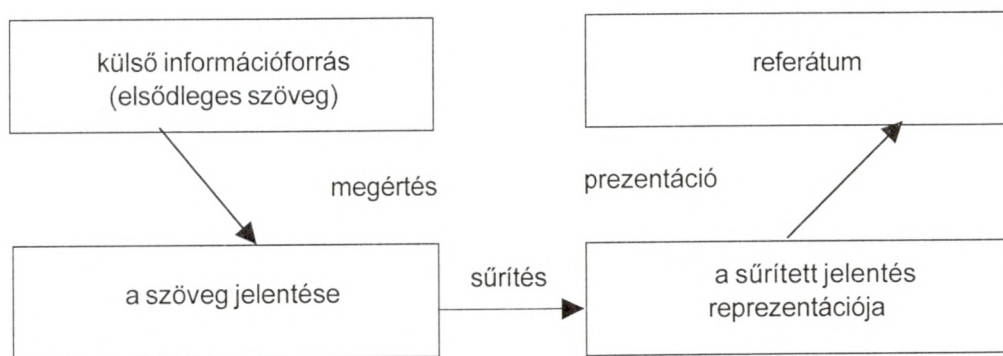 külső információforrás
(elsődleges szöveg)
referátum
megértés
prezentáció
a szöveg jelentése
sűrítés
a sűrített jelentés
reprezentációja